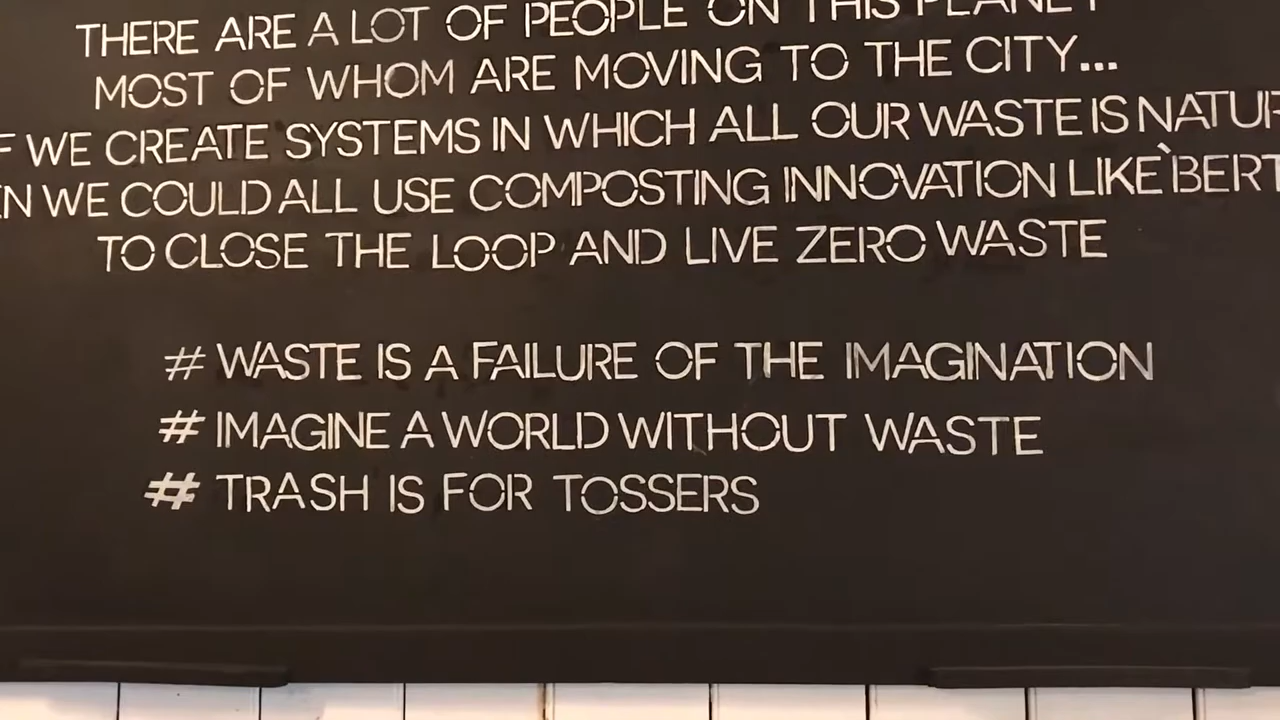 THERE ARE A LOT OF PEOPLE ON THIS PLANET
MOST OF WHOM ARE MOVING TO THE CITY...
WE CREATE SYSTEMS IN WHICH ALL OUR WASTE IS
WE COULD ALL USE COMPOSTING INNOVATION LIKE
TO CLOSE THE LOOP AND LIVE ZERO WASTE
# WASTE IS A FAILURE OF THE IMAGINATION
# IMAGINE A WORLD WITHOUT WASTE
# TRASH IS FOR TOSSERS